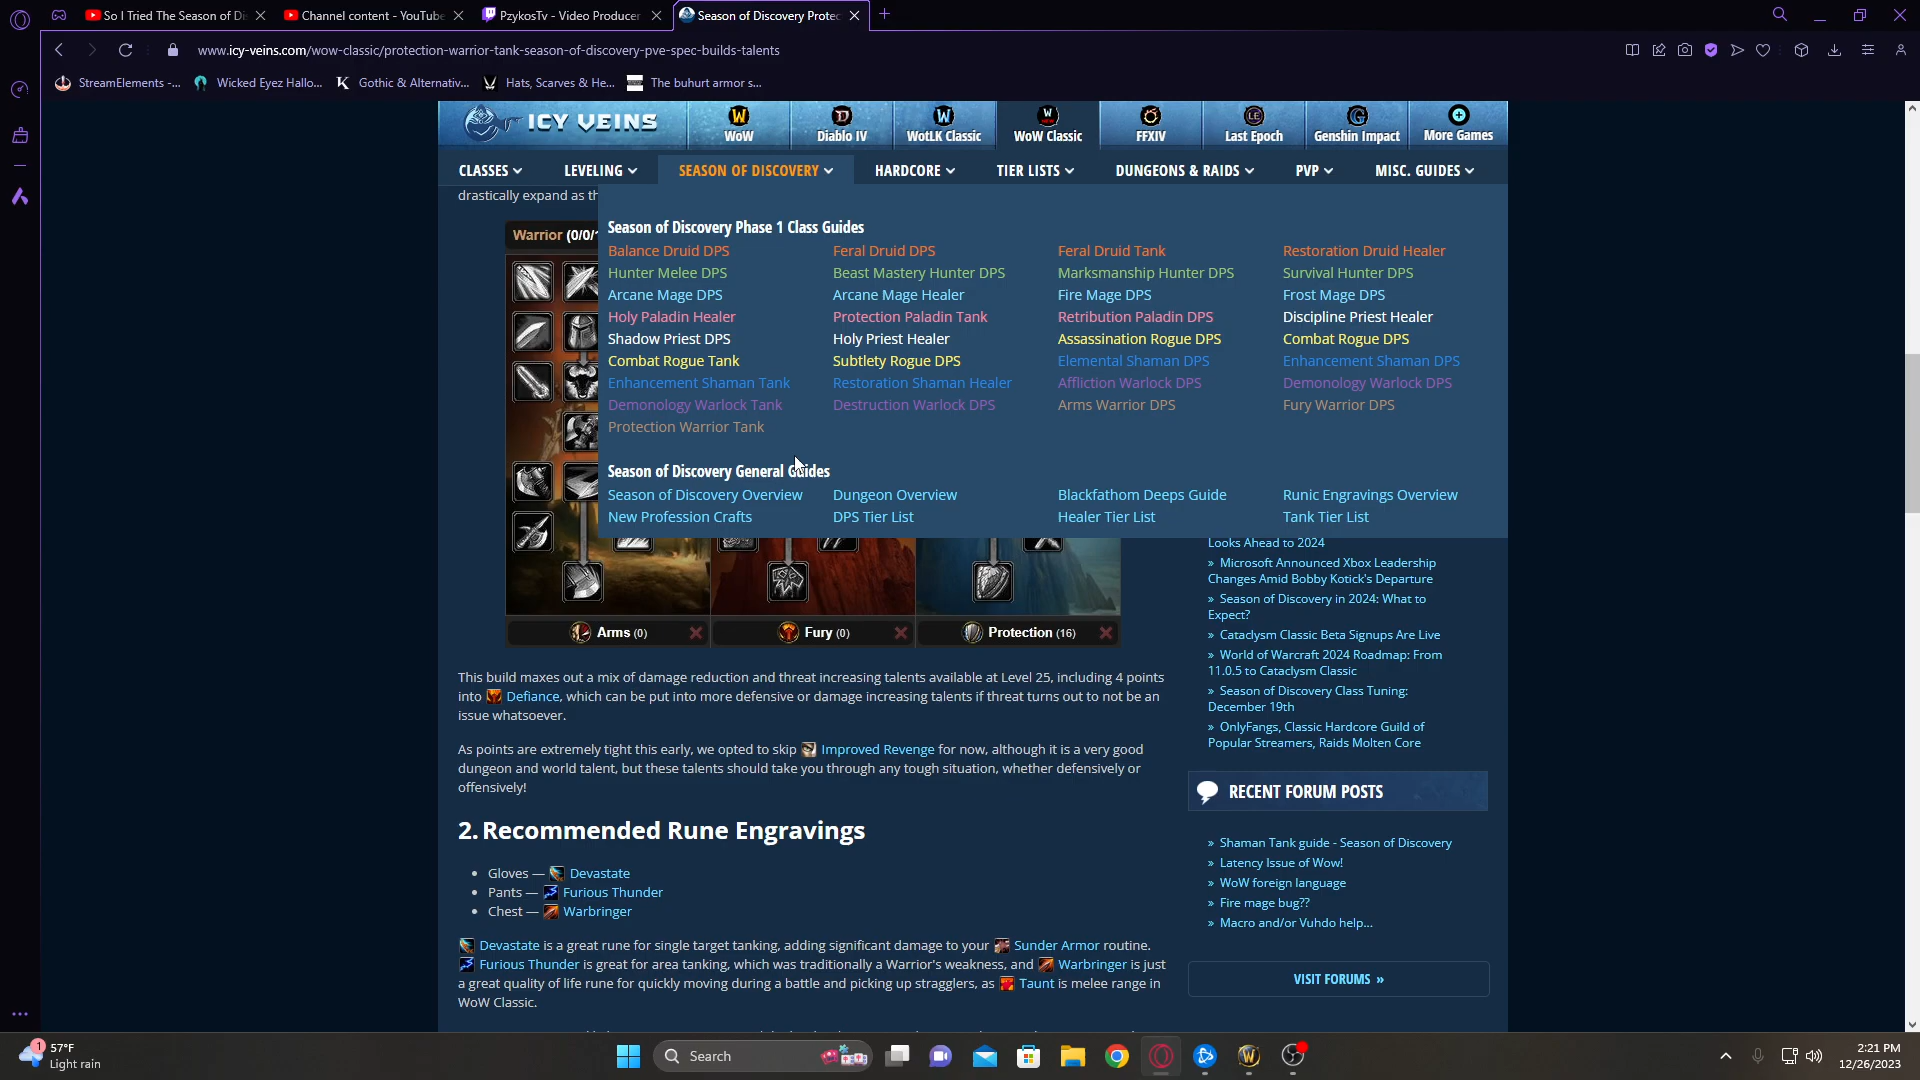 So I Tried The Season of Di
Channel content - YouTube
PzykosTv - Video Producer
Season of Discovery Protec
www.icy-veins.com/wow-classic/protection-warrior-tank-season-of-discovery-pve-spec-builds-talents
StreamElements -...
Wicked Eyez Hallo...
Gothic & Alternativ...
Hats, Scarves & He...
The buhurt armor s...
ICY VEINS
WoW
Diablo IV
WotLK Classic
WoW Classic
FFXIV
Last Epoch
Genshin Impact
More Games
CLASSES
LEVELING
SEASON OF DISCOVERY
HARDCORE
TIER LISTS
DUNGEONS & RAIDS
PVP
MISC. GUIDES
drastically expand as th
Warrior (0/0/
Season of Discovery Phase 1 Class Guides
Balance Druid DPS
Feral Druid DPS
Feral Druid Tank
Restoration Druid Healer
Hunter Melee DPS
Beast Mastery Hunter DPS
Marksmanship Hunter DPS
Survival Hunter DPS
Arcane Mage DPS
Arcane Mage Healer
Fire Mage DPS
Frost Mage DPS
Holy Paladin Healer
Protection Paladin Tank
Retribution Paladin DPS
Discipline Priest Healer
Shadow Priest DPS
Holy Priest Healer
Assassination Rogue DPS
Combat Rogue DPS
Combat Rogue Tank
Subtlety Rogue DPS
Elemental Shaman DPS
Enhancement Shaman DPS
Enhancement Shaman Tank
Restoration Shaman Healer
Affliction Warlock DPS
Demonology Warlock DPS
Demonology Warlock Tank
Destruction Warlock DPS
Arms Warrior DPS
Fury Warrior DPS
Protection Warrior Tank
Season of Discovery General Guides
Season of Discovery Overview
Dungeon Overview
Blackfathom Deeps Guide
Runic Engravings Overview
New Profession Crafts
DPS Tier List
Healer Tier List
Tank Tier List
Arms (0)
Fury (0)
Protection (16)
This build maxes out a mix of damage reduction and threat increasing talents available at Level 25, including 4 points
into Defiance, which can be put into more defensive or damage increasing talents if threat turns out to not be an
issue whatsoever.
As points are extremely tight this early, we opted to skip Improved Revenge for now, although it is a very good
dungeon and world talent, but these talents should take you through any tough situation, whether defensively or
offensively!
2. Recommended Rune Engravings
• Gloves — Devastate
• Pants — Furious Thunder
• Chest — Warbringer
Devastate is a great rune for single target tanking, adding significant damage to your Sunder Armor routine.
Furious Thunder is great for area tanking, which was traditionally a Warrior's weakness, and Warbringer is just
a great quality of life rune for quickly moving during a battle and picking up stragglers, as Taunt is melee range in
WoW Classic.
Looks Ahead to 2024
» Microsoft Announced Xbox Leadership
Changes Amid Bobby Kotick's Departure
» Season of Discovery in 2024: What to
Expect?
» Cataclysm Classic Beta Signups Are Live
» World of Warcraft 2024 Roadmap: From
11.0.5 to Cataclysm Classic
» Season of Discovery Class Tuning:
December 19th
» OnlyFangs, Classic Hardcore Guild of
Popular Streamers, Raids Molten Core
RECENT FORUM POSTS
» Shaman Tank guide - Season of Discovery
» Latency Issue of Wow!
» WoW foreign language
» Fire mage bug??
» Macro and/or Vuhdo help...
VISIT FORUMS »
1
57°F
Light rain
Search
2:21 PM
12/26/2023